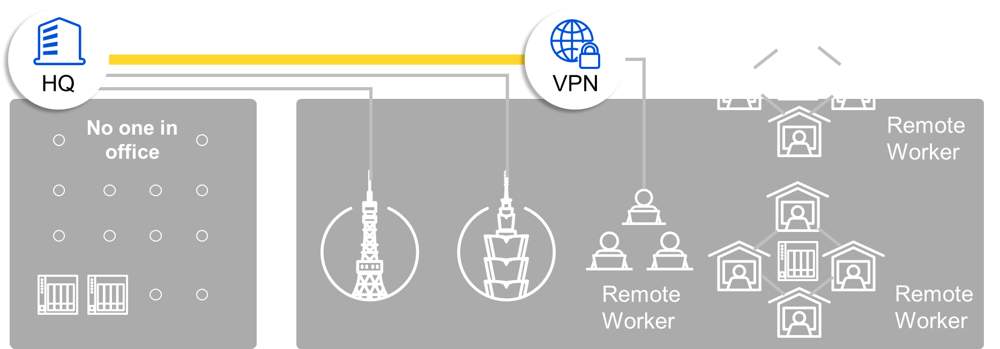 HQ
VPN
No one in
office
Remote
Worker
Remote
Worker
Remote
Worker